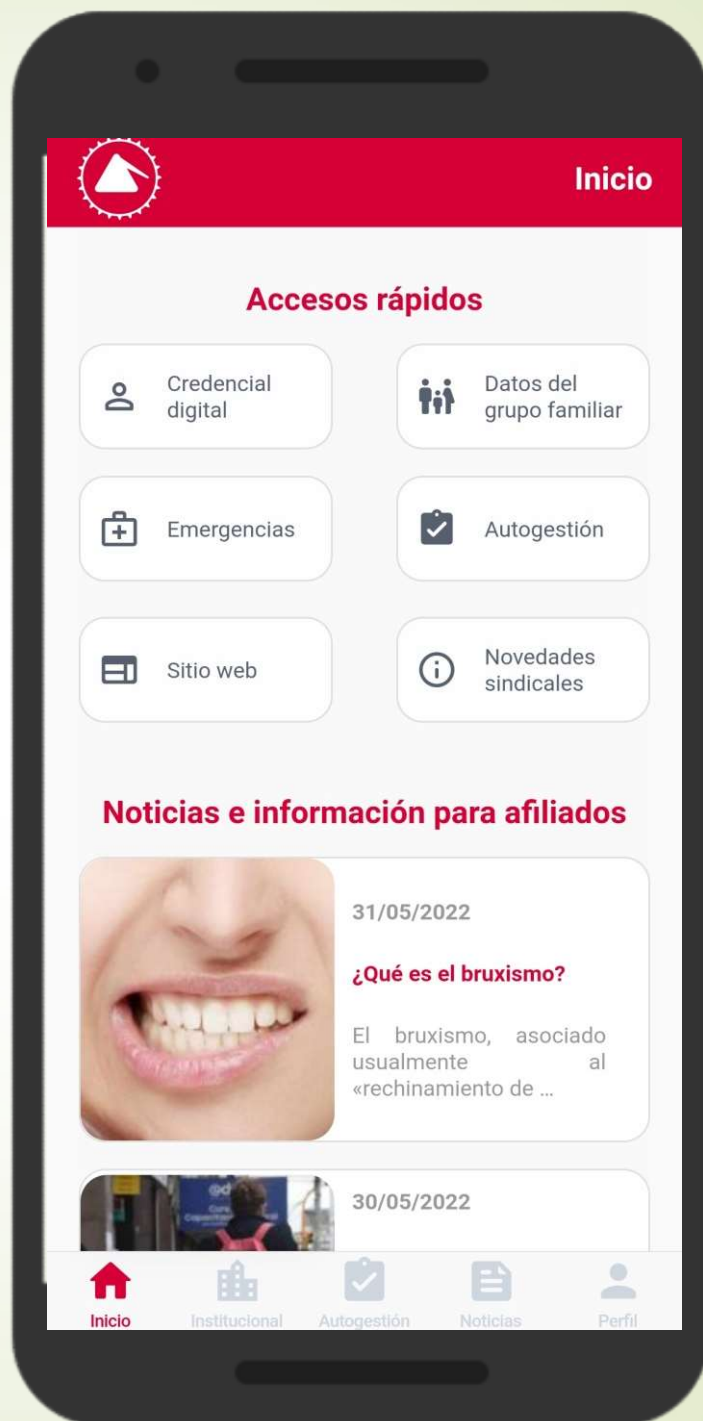 Inicio
Accesos rápidos
Credencial
digital
Datos del
grupo familiar
Emergencias
Autogestión
Sitio web
Novedades
sindicales
Noticias e información para afiliados
31/05/2022
¿Qué es el bruxismo?
El bruxismo, asociado
usualmente al
«rechinamiento de ...
30/05/2022
Inicio
Institucional
Autogestión
Noticias
Perfil